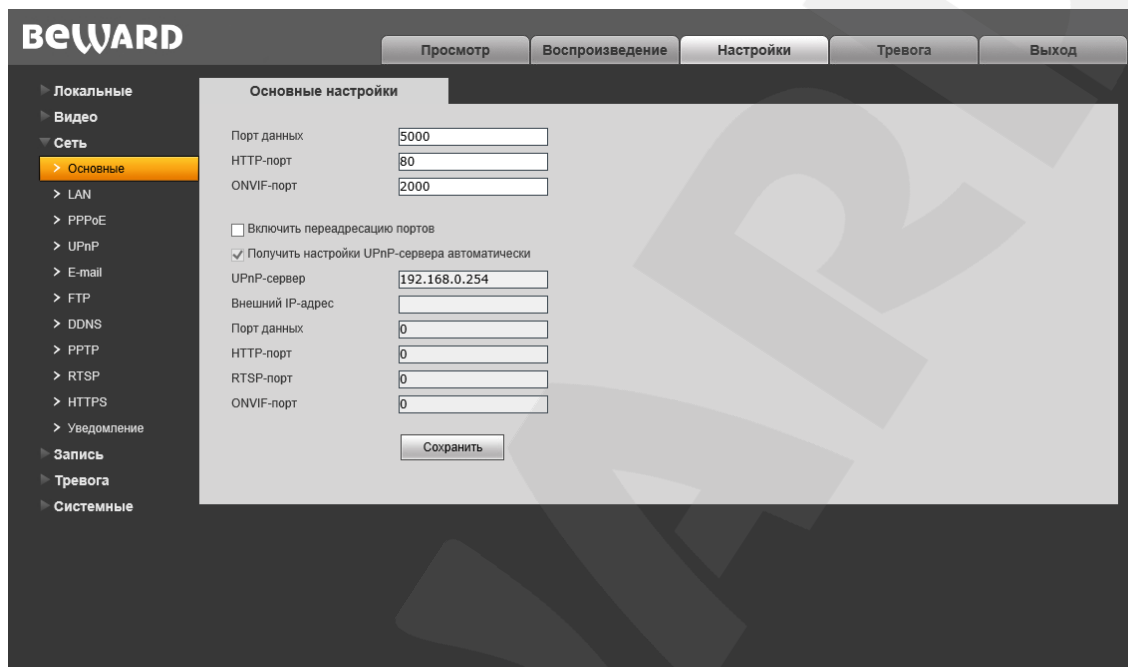 BEWARD
Просмотр Воспроизведение Настройки Тревога Выход
Локальные
Видео
Сеть
> Основные
> LAN
> PPPoE
> UPnP
> E-mail
> FTP
> DDNS
> PPTP
> RTSP
> HTTPS
> Уведомление
Запись
Тревога
Системные
Основные настройки
Порт данных 5000
HTTP-порт 80
ONVIF-порт 2000
Включить переадресацию портов
Получить настройки UPnP-сервера автоматически
UPnP-сервер 192.168.0.254
Внешний IP-адрес
Порт данных 0
HTTP-порт 0
RTSP-порт 0
ONVIF-порт 0
Сохранить